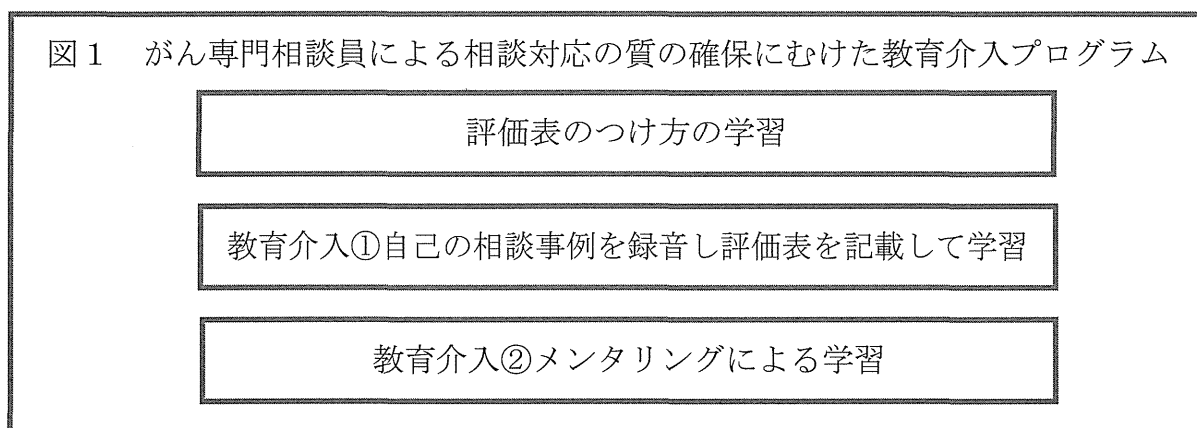 図1 がん専門相談員による相談対応の質の確保にむけた教育介入プログラム
評価表のつけ方の学習
教育介入①自己の相談事例を録音し評価表を記載して学習
教育介入②メンタリングによる学習